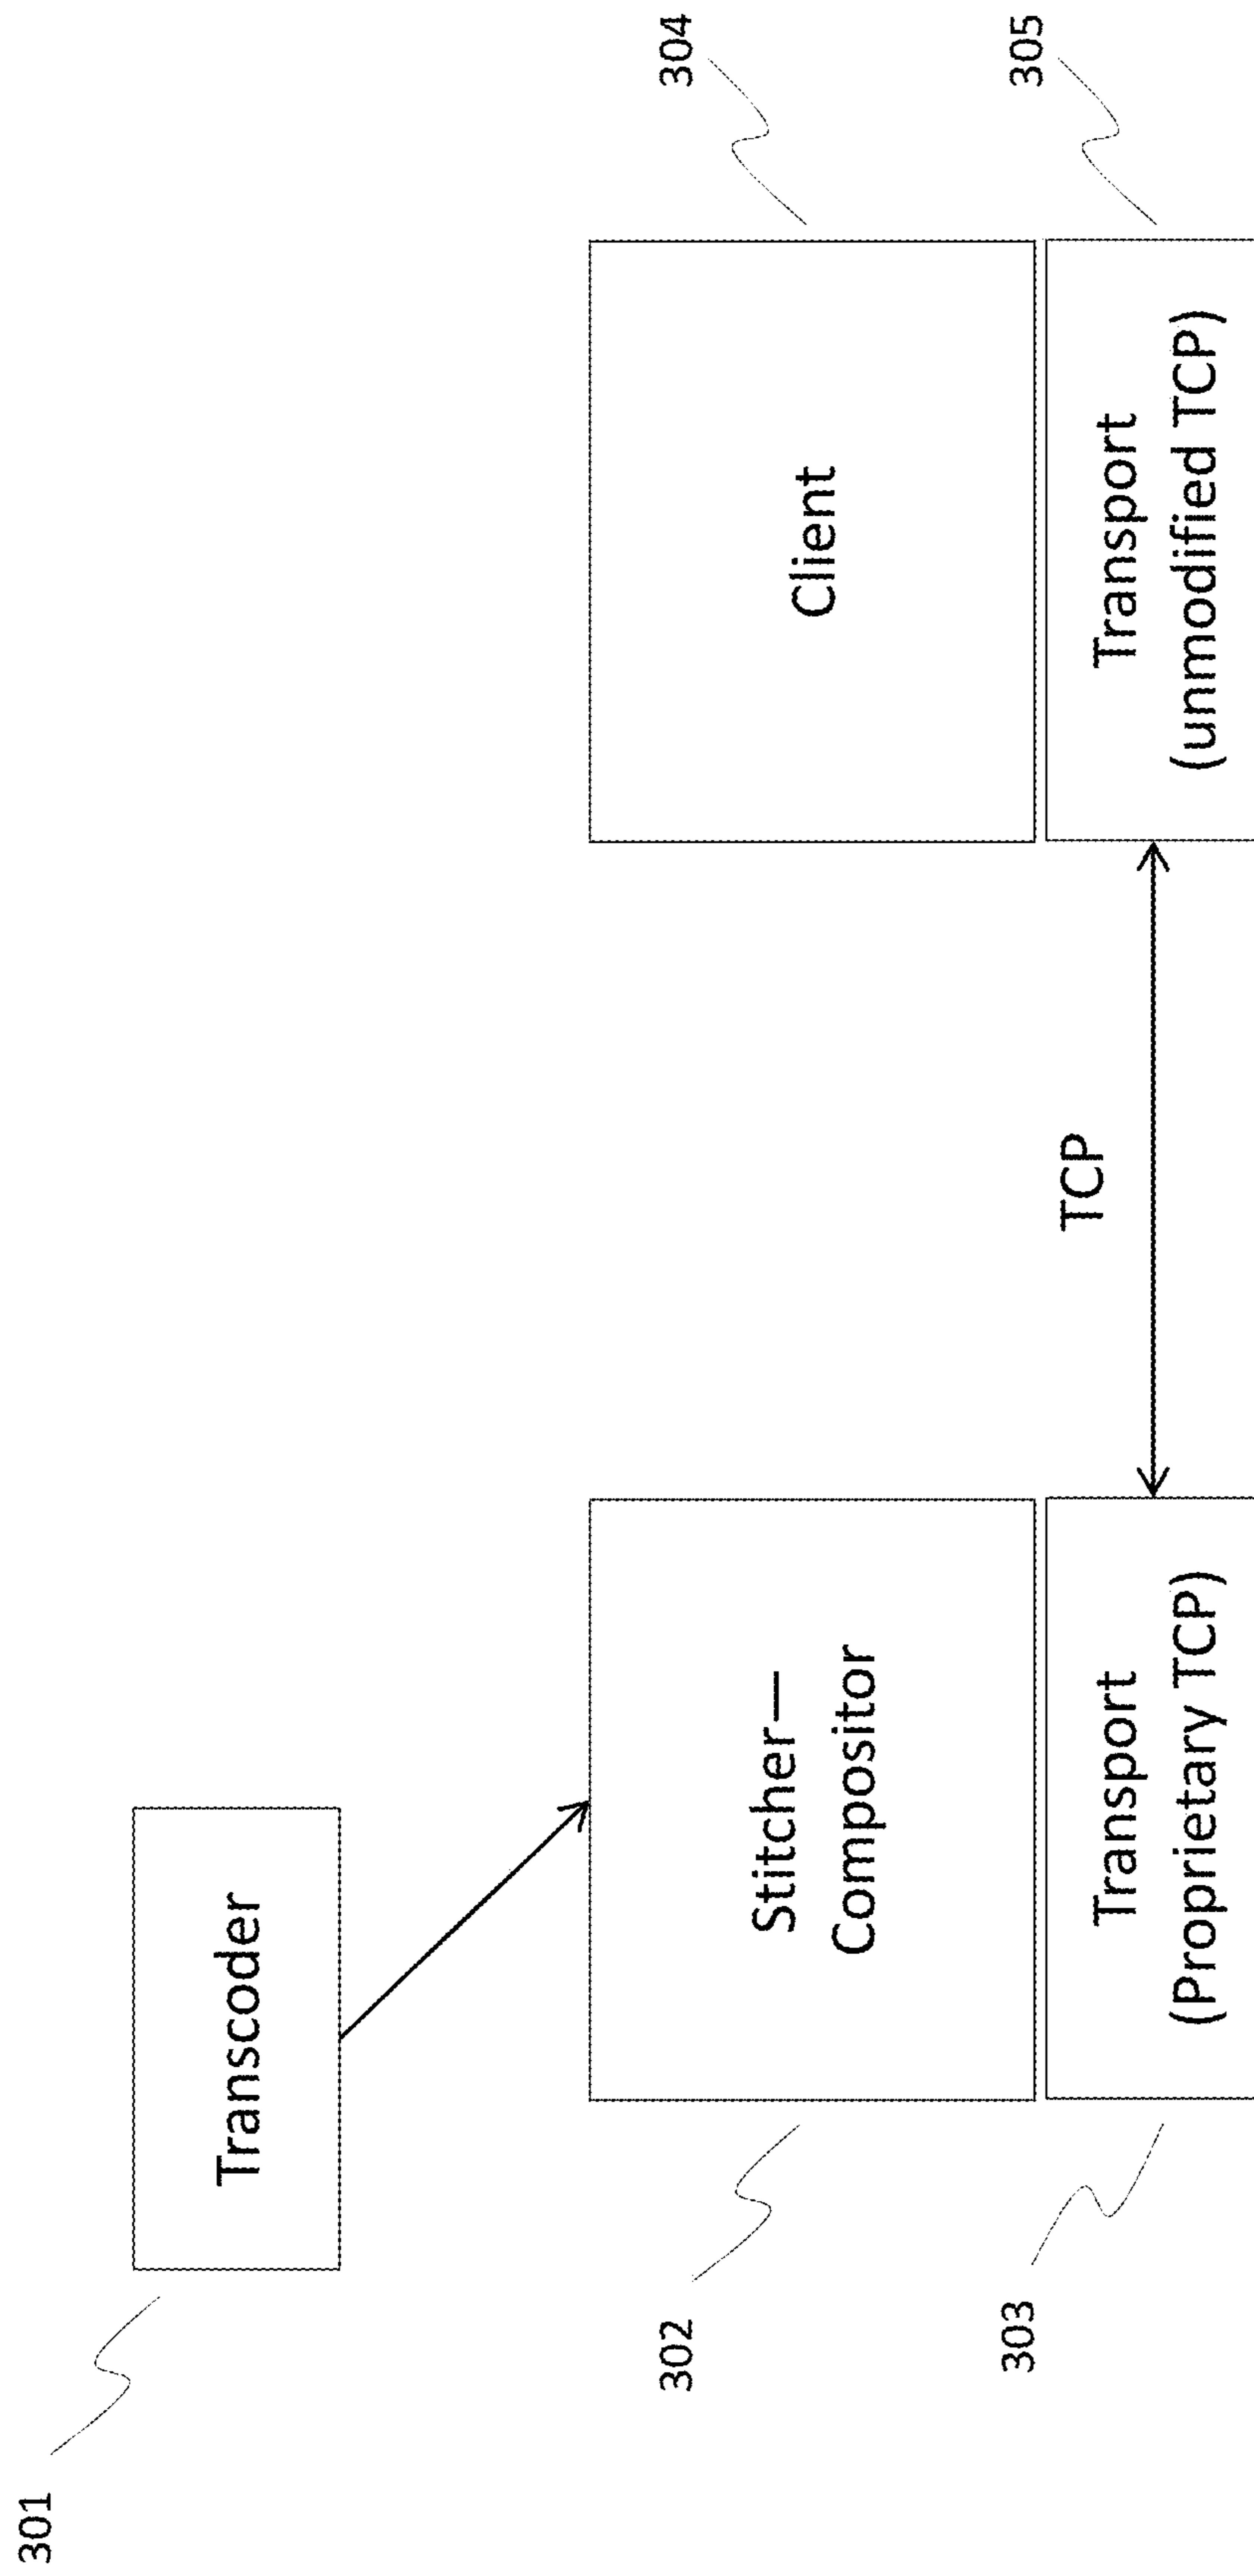 301
Transcoder
302
Stitcher—
Compositor
303
Transport
(Proprietary TCP)
TCP
304
Client
305
Transport
(unmodified TCP)